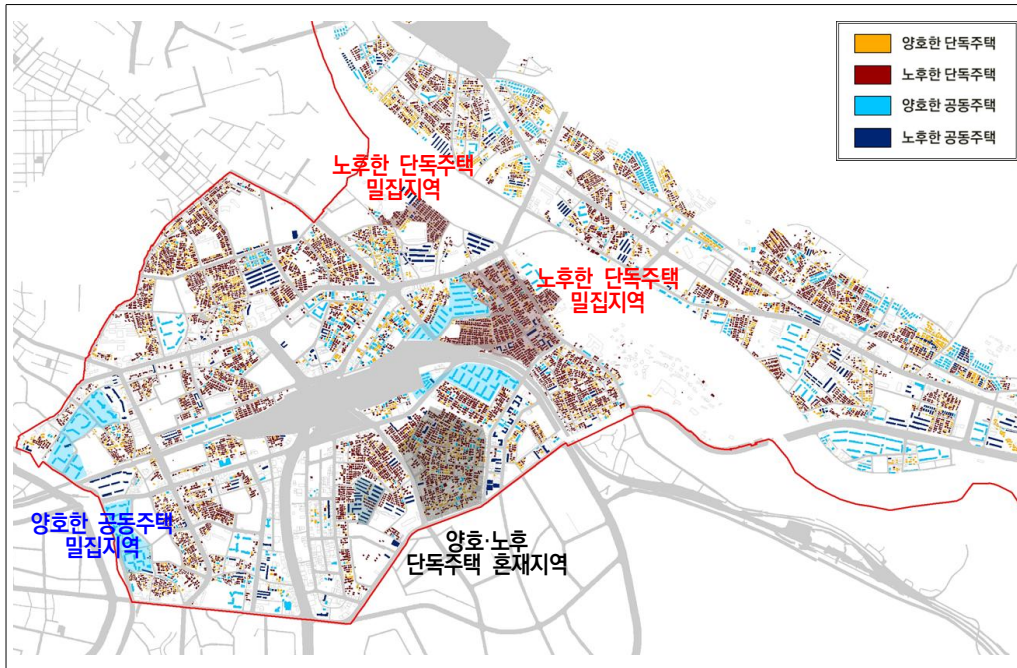 양호한 단독주택
노후한 단독주택
양호한 공동주택
노후한 공동주택
노후한 단독주택
밀집지역
노후한 단독주택
밀집지역
양호한 공동주택
밀집지역
양호·노후
단독주택 혼재지역